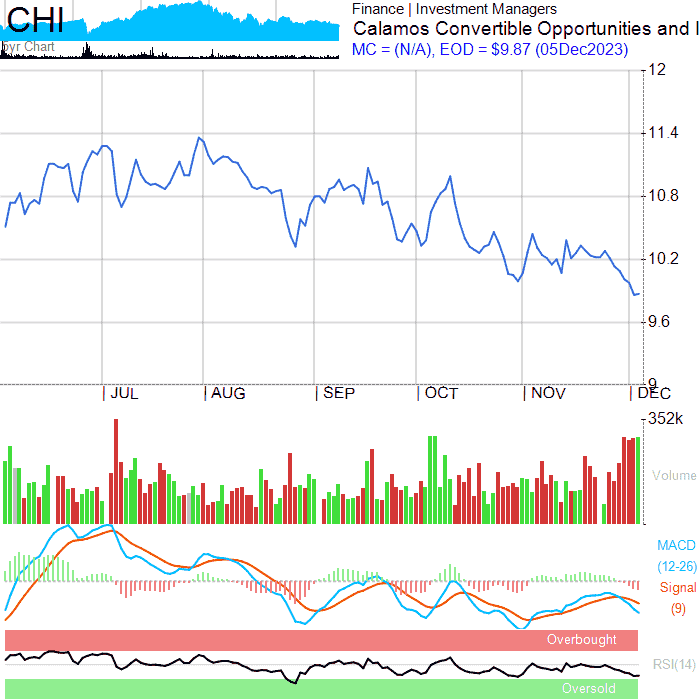 CHI
Finance | Investment Managers
Calamos Convertible Opportunities and I
MC = (N/A), EOD = $9.87 (05Dec2023)
yr Chart
12
11.4
10.8
10.2
9.6
9
| JUL | AUG | SEP | OCT | NOV | DEC
352k
Volume
MACD
(12-26)
Signal
(9)
Overbought
RSI(14)
Oversold